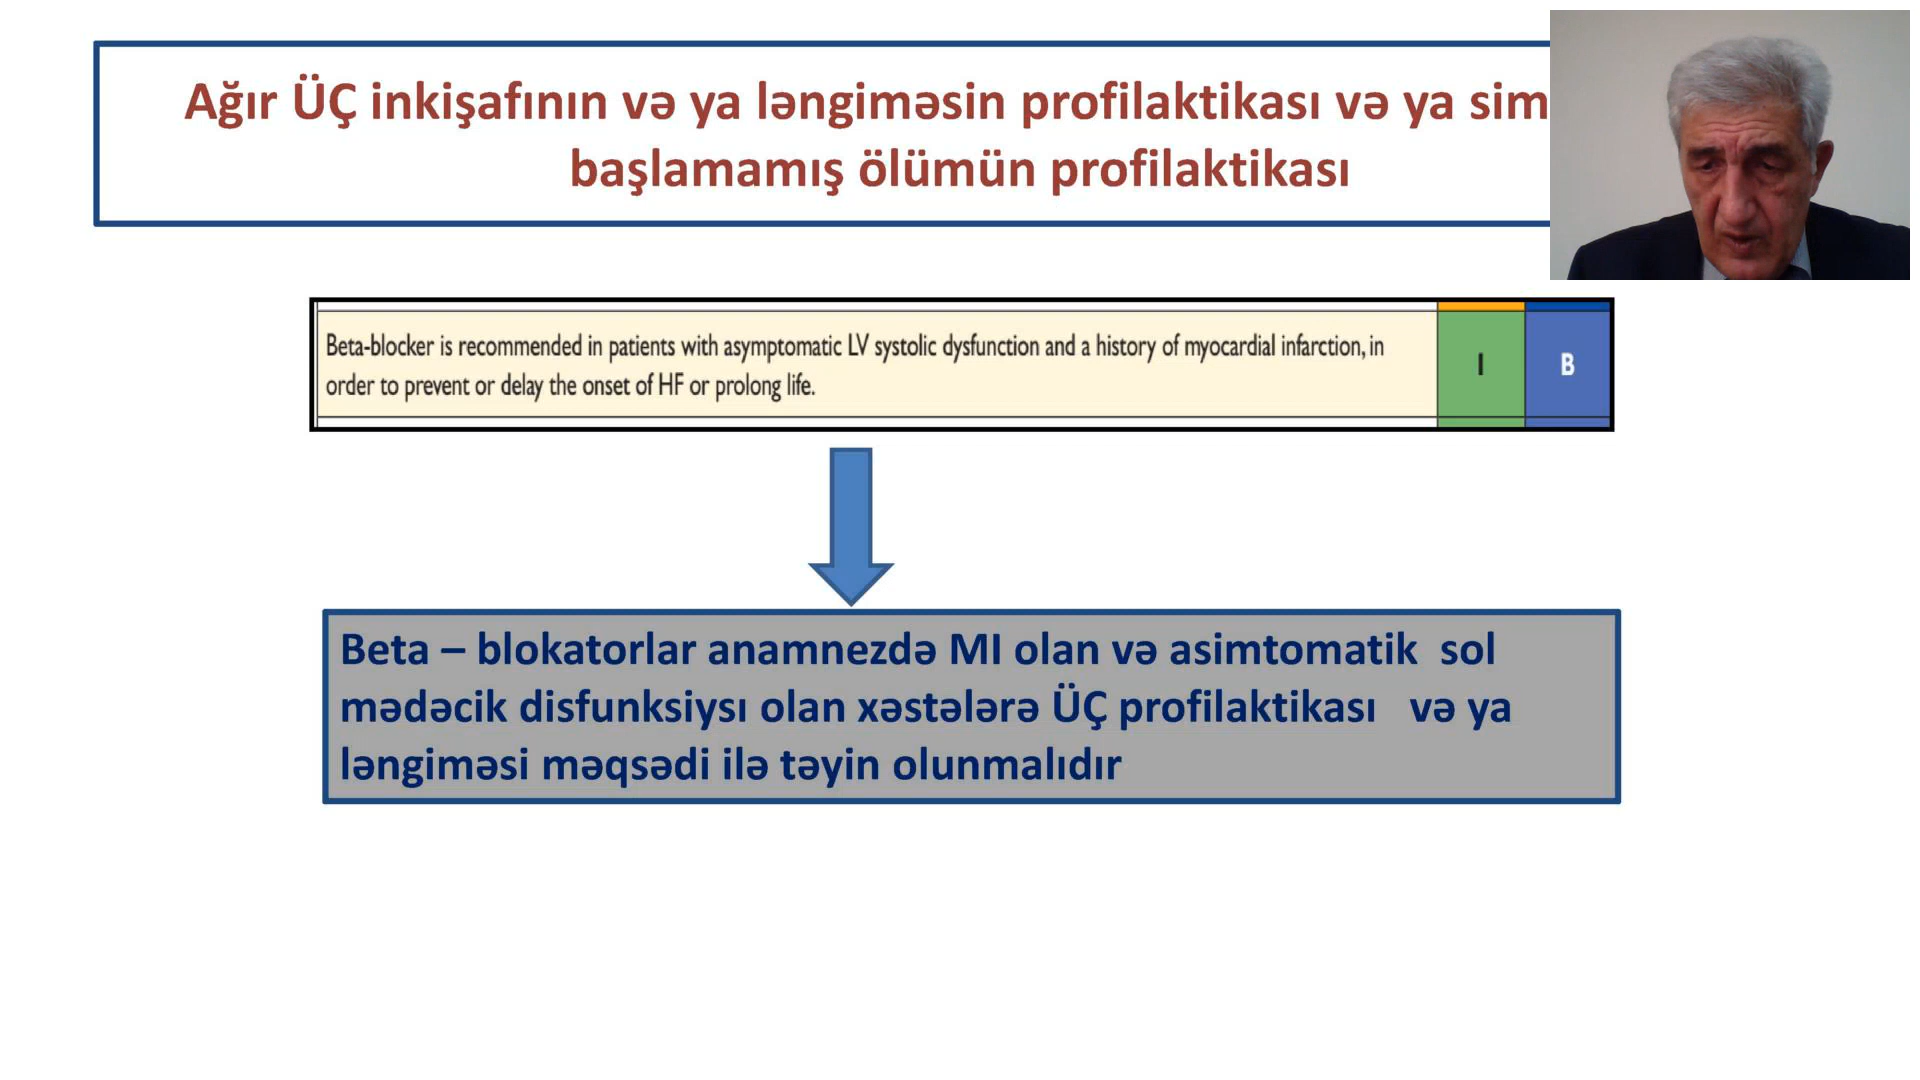 Ağır ÜÇ inkişafının və ya ləngiməsin profilaktikası və ya sim
başlamamış ölümün profilaktikası
Beta-blocker is recommended in patients with asymptomatic LV systolic dysfunction and a history of myocardial infarction, in
order to prevent or delay the onset of HF or prolong life.
I
B
Beta – blokatorlar anamnezdə MI olan və asimtomatik sol
mədəcik disfunksiysı olan xəstələrə ÜÇ profilaktikası və ya
ləngiməsi məqsədi ilə təyin olunmalıdır